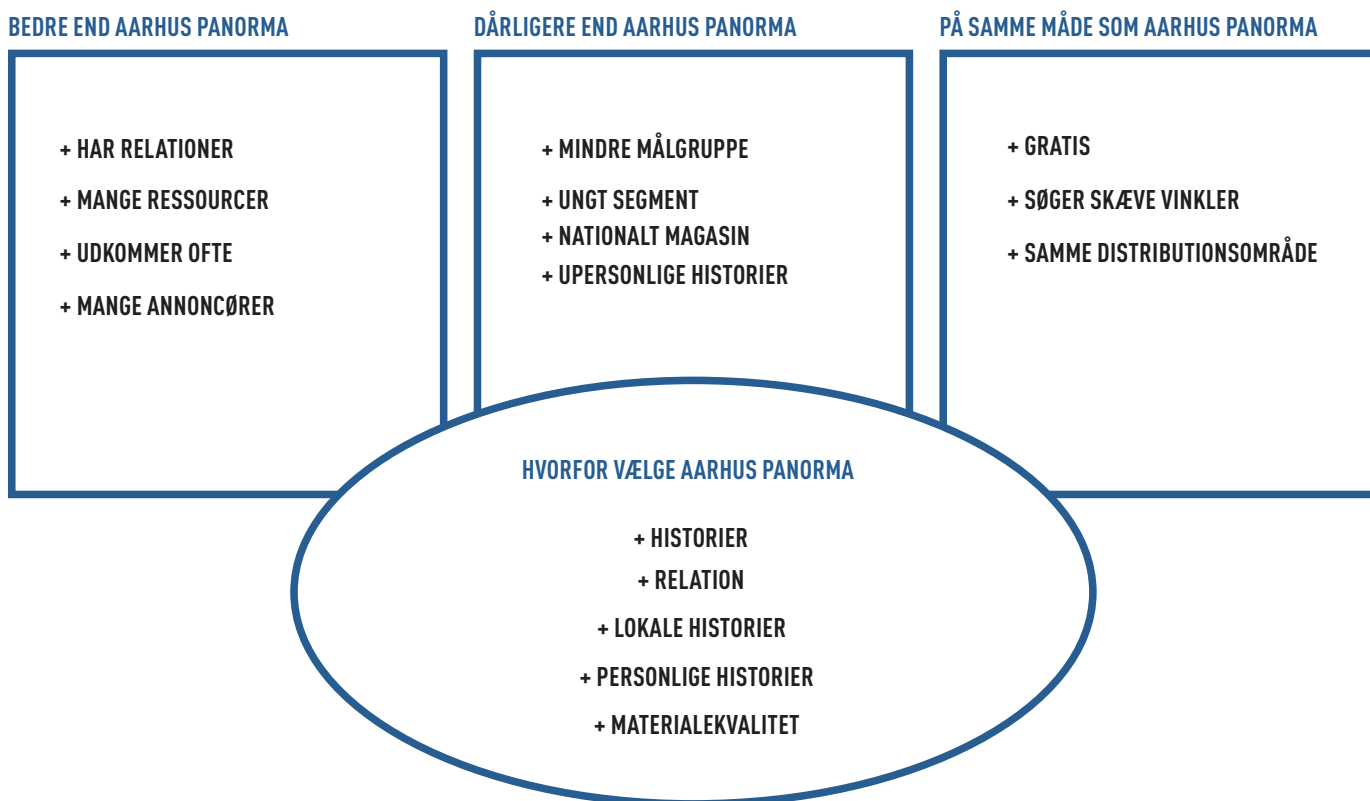 BEDRE END AARHUS PANORMA
+ HAR RELATIONER
+ MANGE RESSOURCER
+ UDKOMMER OFTE
+ MANGE ANNONCØRER
DÅRLIGERE END AARHUS PANORMA
+ MINDRE MÅLGRUPPE
+ UNGT SEGMENT
+ NATIONALT MAGASIN
+ UPERSONLIGE HISTORIER
PÅ SAMME MÅDE SOM AARHUS PANORMA
+ GRATIS
+ SØGER SKÆVE VINKLER
+ SAMME DISTRIBUTIONSOMRÅDE
HVORFOR VÆLGE AARHUS PANORMA
+ HISTORIER
+ RELATION
+ LOKALE HISTORIER
+ PERSONLIGE HISTORIER
+ MATERIALEKVALITET